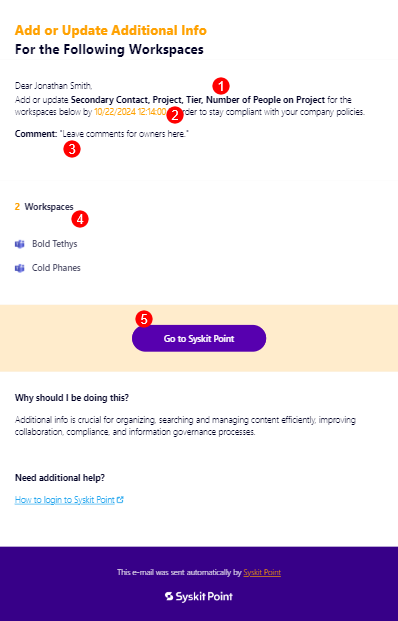 Add or Update Additional Info
For the Following Workspaces
1
Dear Jonathan Smith,
Add or update Secondary Contact, Project, Tier, Number of People on Project for the
workspaces below by 10/22/2024 12:14:00 2 order to stay compliant with your company policies.
Comment: "Leave comments for owners here."
3
2 Workspaces
4
Bold Tethys
Cold Phanes
5
Go to Syskit Point
Why should I be doing this?
Additional info is crucial for organizing, searching and managing content efficiently, improving
collaboration, compliance, and information governance processes.
Need additional help?
How to login to Syskit Point
This e-mail was sent automatically by Syskit Point
Syskit Point